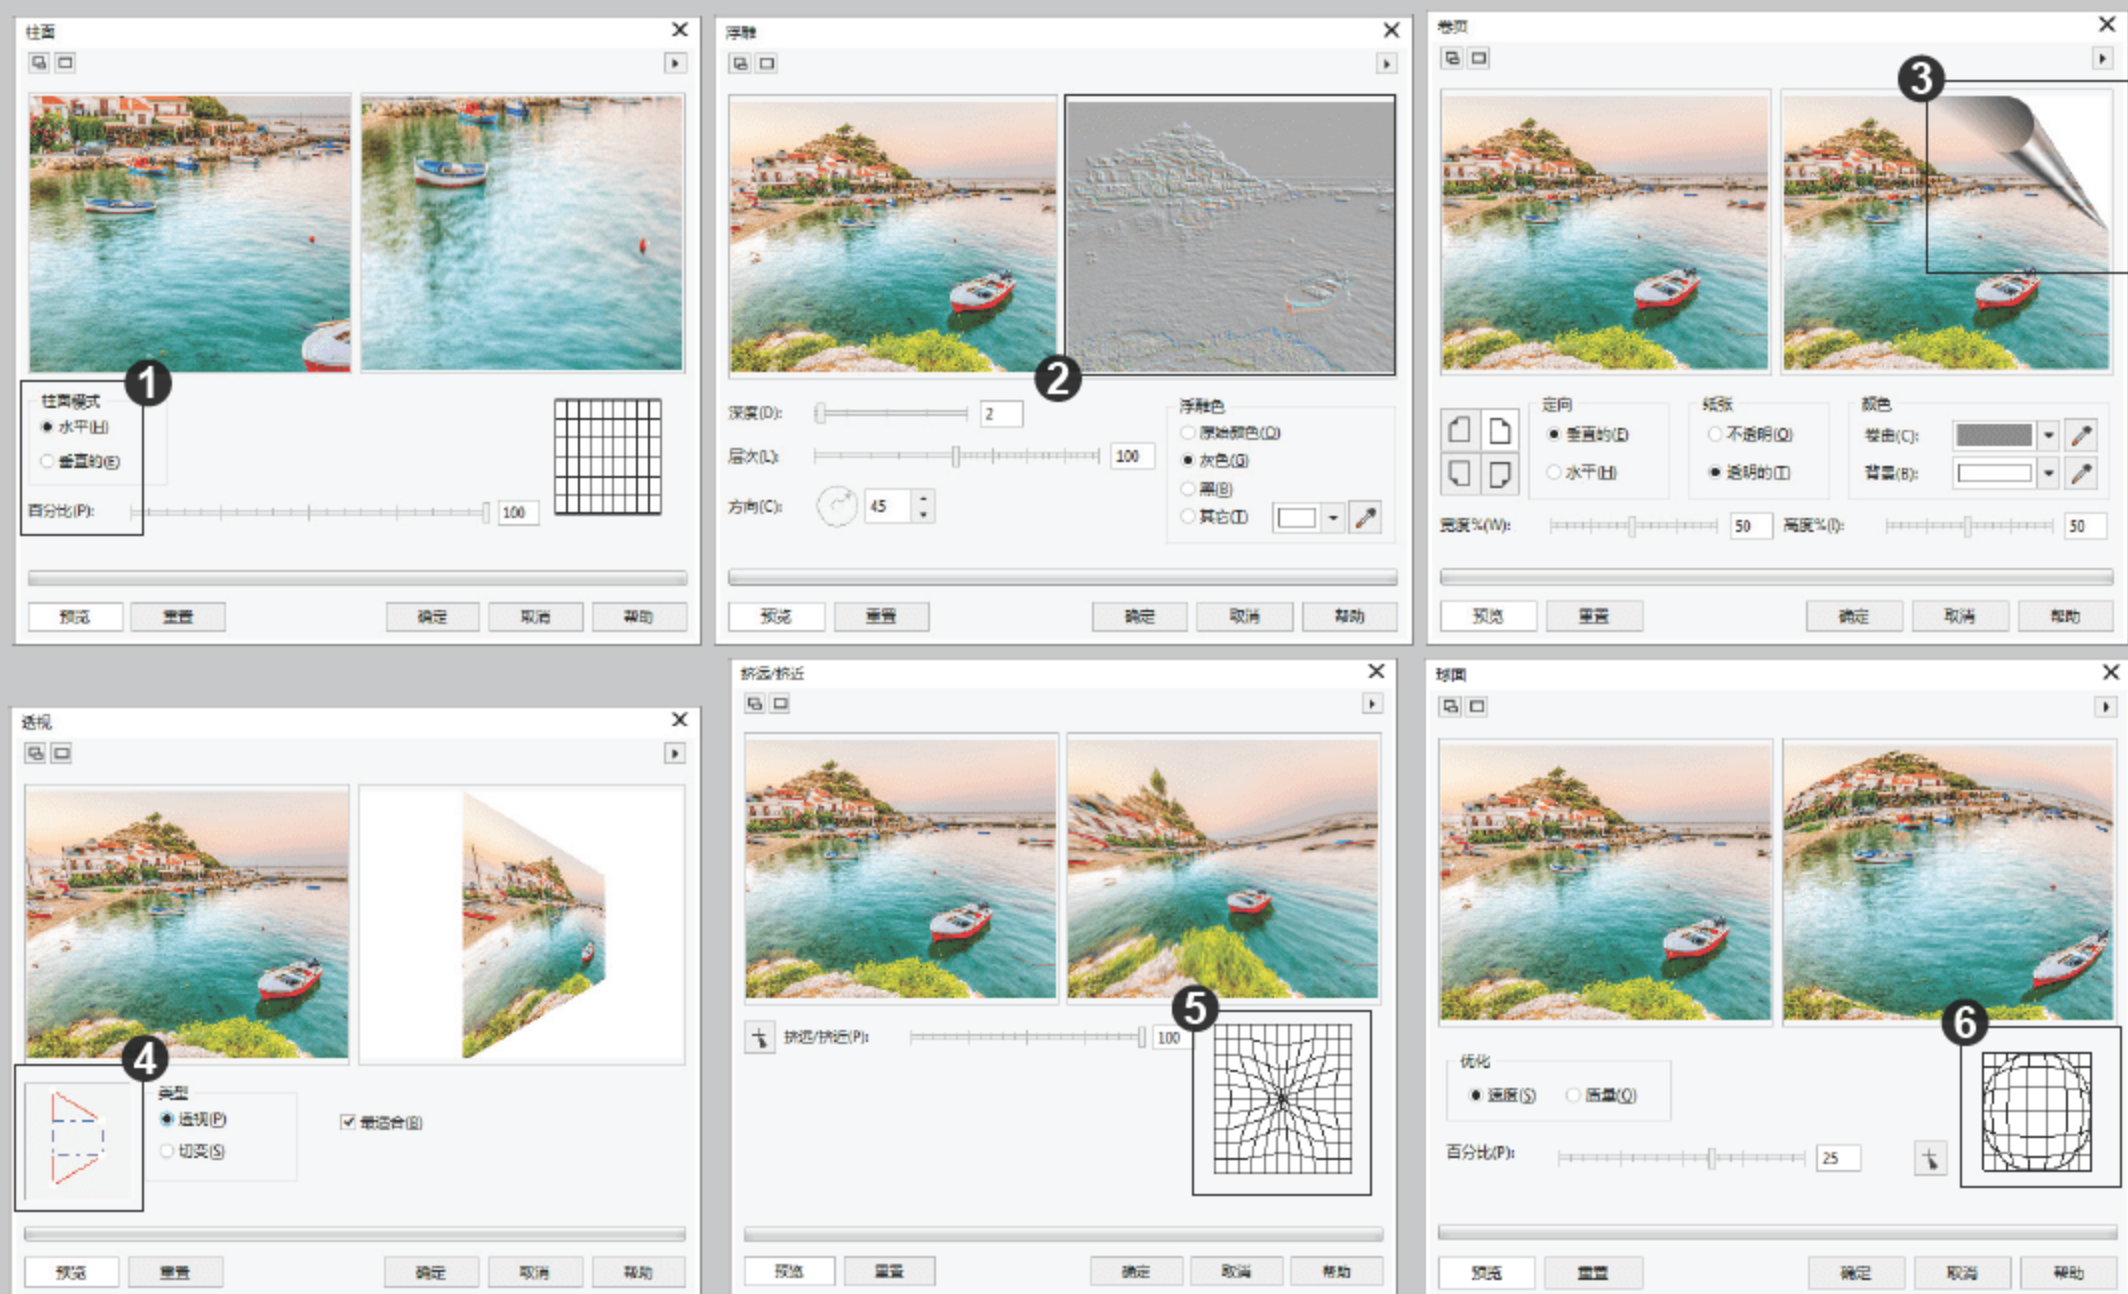 柱面
1
柱面模式
水平(H)
垂直的(E)
百分比(P):
100
预览
重置
确定
取消
帮助
浮雕
2
深度(D):
2
层次(L):
100
方向(C):
45
浮雕色
原始颜色(O)
灰色(G)
黑(B)
其它(T)
预览
重置
确定
取消
帮助
卷页
3
定向
垂直的(E)
水平(H)
纸张
不透明(O)
透明的(T)
颜色
卷曲(C):
背景(B):
宽度%(W):
50
高度%(I):
50
预览
重置
确定
取消
帮助
透视
4
类型
透视(P)
切变(S)
最适合(B)
预览
重置
确定
取消
帮助
挤远/挤近
5
挤远/挤近(P):
100
预览
重置
确定
取消
帮助
球面
6
优化
速度(S)
质量(Q)
百分比(P):
25
预览
重置
确定
取消
帮助